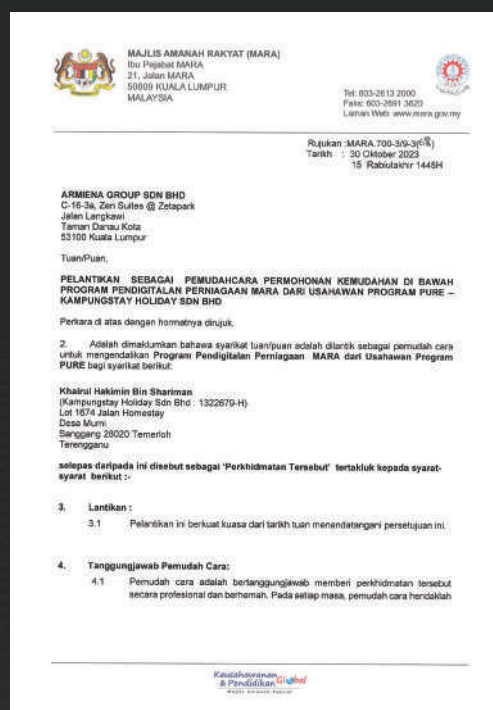 MAJLIS AMANAH RAKYAT (MARA)
Ibu Pejabat MARA
21, Jalan MARA
50609 KUALA LUMPUR
MALAYSIA
Tel: 603-2613 2000
Faks: 603-2691 3620
Laman Web: www.mara.gov.my
Rujukan :MARA.700-3/9-3(68)
Tarikh : 30 Oktober 2023
15 Rabiulakhir 1445H
ARMIENA GROUP SDN BHD
C-16-3a, Zen Suites @ Zetapark
Jalan Langkawi
Taman Danau Kota
53100 Kuala Lumpur
Tuan/Puan,
PELANTIKAN SEBAGAI PEMUDAHCARA PERMOHONAN KEMUDAHAN DI BAWAH
PROGRAM PENDIGITALAN PERNIAGAAN MARA DARI USAHAWAN PROGRAM PURE –
KAMPUNGSTAY HOLIDAY SDN BHD
Perkara di atas dengan hormatnya dirujuk.
2. Adalah dimaklumkan bahawa syarikat tuan/puan adalah dilantik sebagai pemudah cara
untuk mengendalikan Program Pendigitalan Perniagaan MARA dari Usahawan Program
PURE bagi syarikat berikut:
Khairul Hakimin Bin Shariman
(Kampungstay Holiday Sdn Bhd : 1322679-H)
Lot 1674 Jalan Homestay
Desa Murni
Sanggang 28020 Temerloh
Terengganu
selepas daripada ini disebut sebagai 'Perkhidmatan Tersebut' tertakluk kepada syarat-
syarat berikut :-
3. Lantikan :
3.1 Pelantikan ini berkuat kuasa dari tarikh tuan menandatangani persetujuan ini.
4. Tanggungjawab Pemudah Cara:
4.1 Pemudah cara adalah bertanggungjawab memberi perkhidmatan tersebut
secara profesional dan berhemah. Pada setiap masa, pemudah cara hendaklah
Keusahawanan
& Pendidikan Global
Majlis Amanah Rakyat